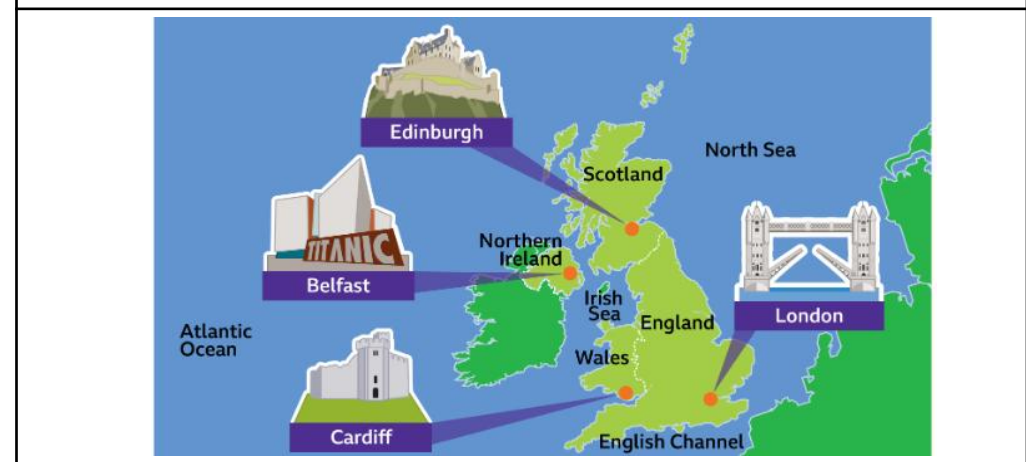 Edinburgh
North Sea
Scotland
TITANIC
Northern
Ireland
Belfast
Irish
Sea
London
England
Atlantic
Ocean
Wales
Cardiff
English Channel